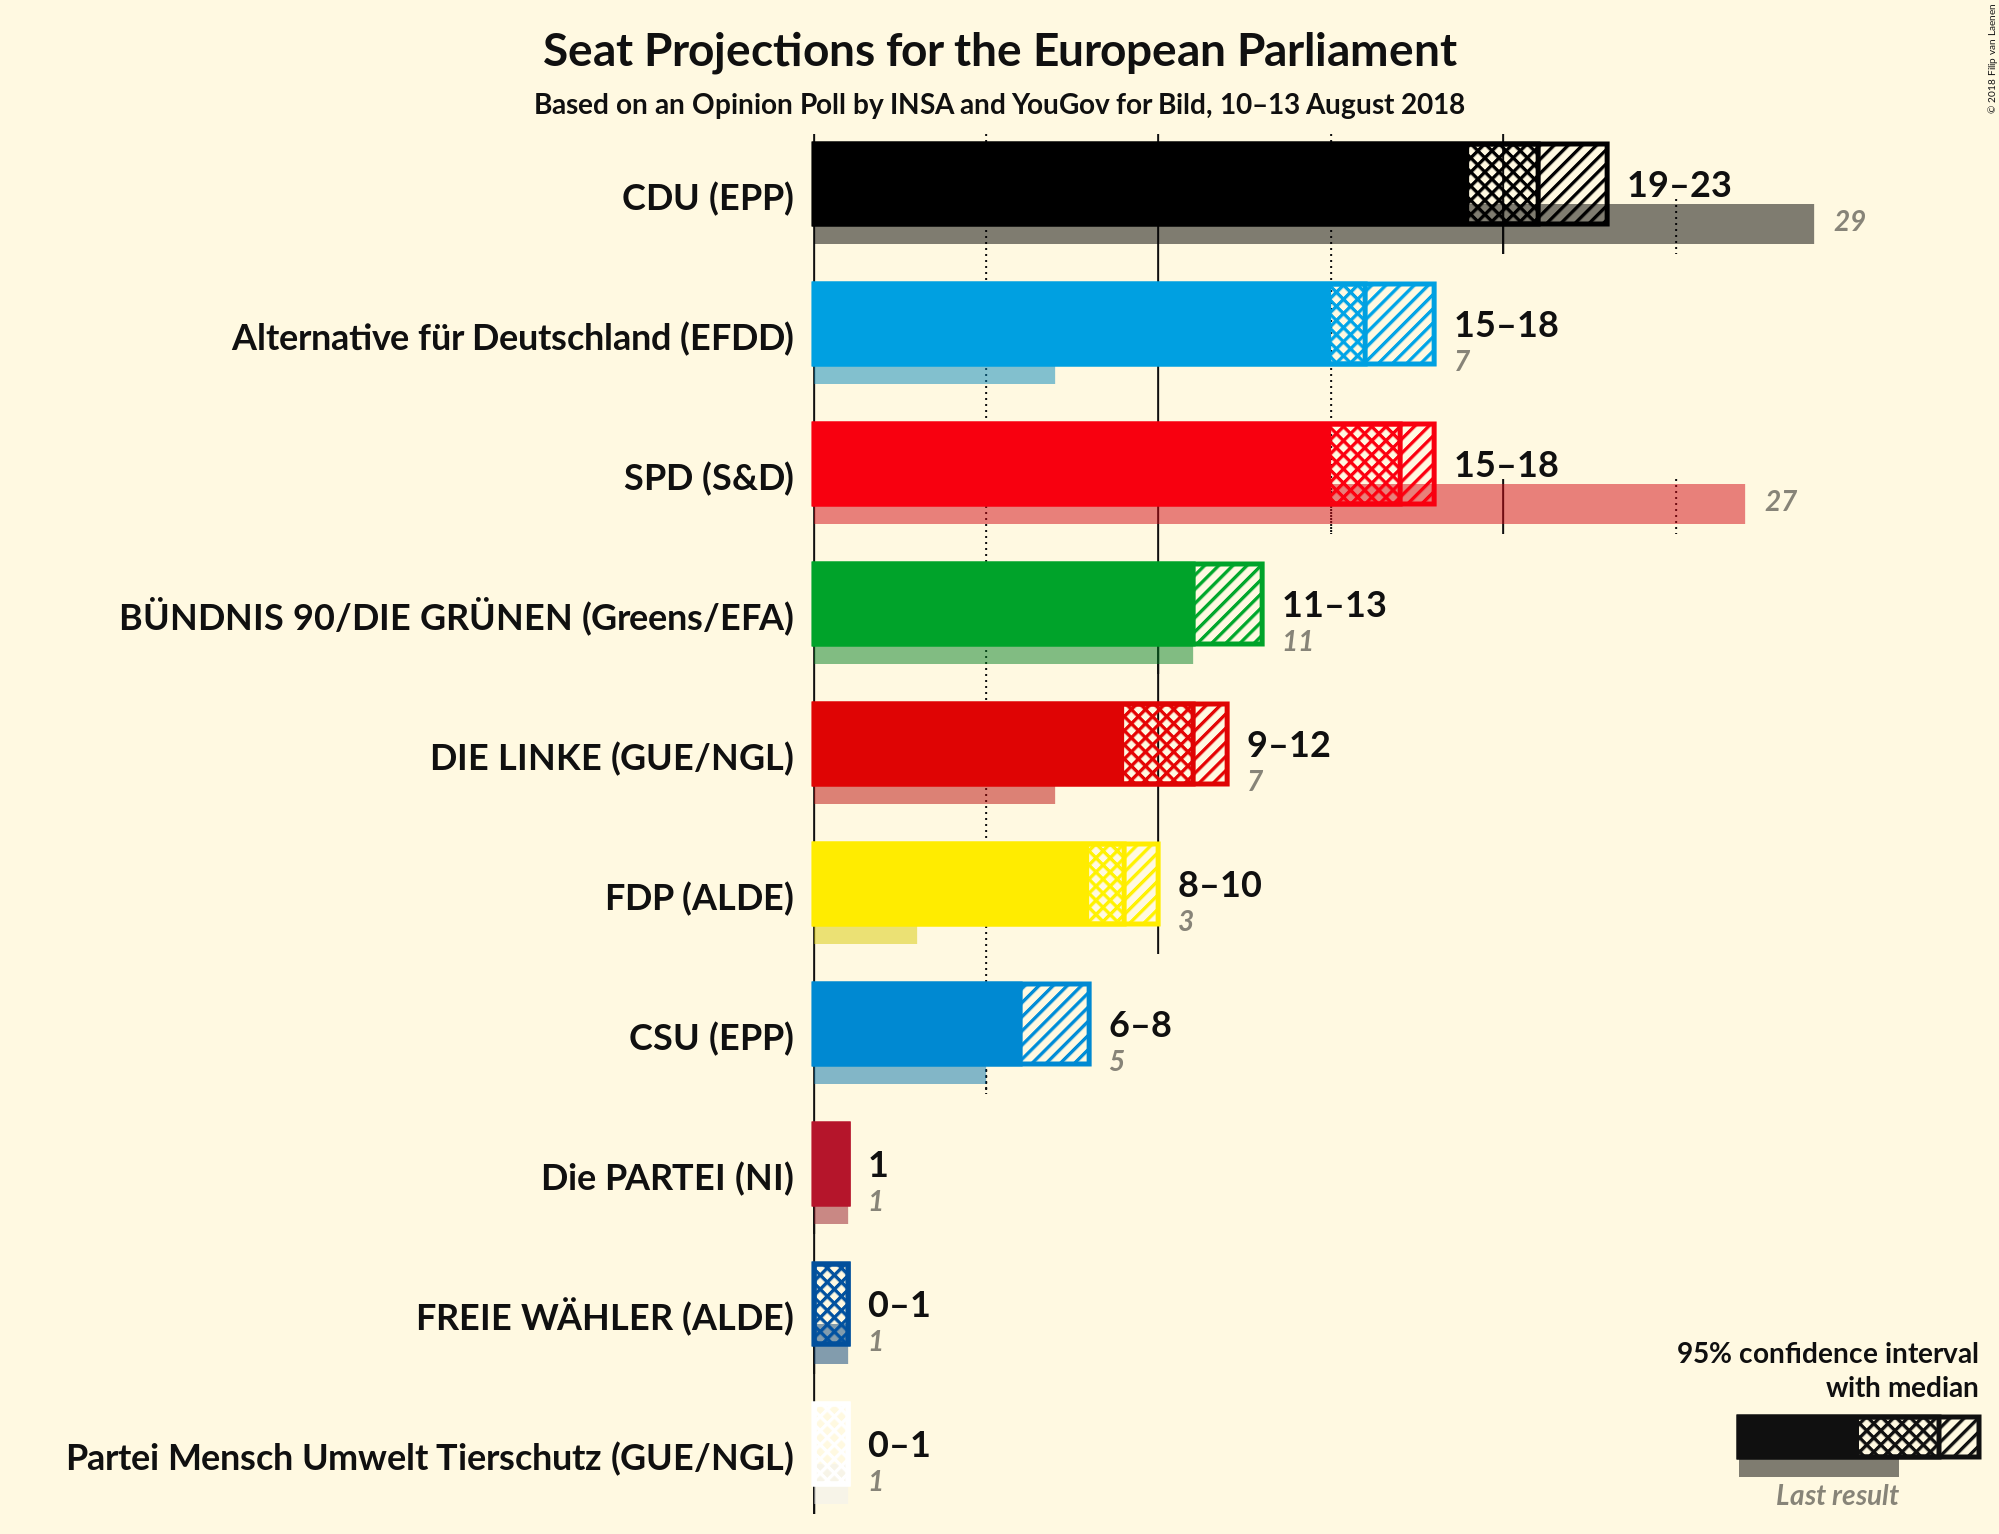 Seat Projections for the European Parliament
Based on an Opinion Poll by INSA and YouGov for Bild, 10–13 August 2018
© 2018 Filip van Laenen
CDU (EPP)
19–23
29
Alternative für Deutschland (EFDD)
15–18
7
SPD (S&D)
15–18
27
BÜNDNIS 90/DIE GRÜNEN (Greens/EFA)
11–13
11
DIE LINKE (GUE/NGL)
9–12
7
FDP (ALDE)
8–10
3
CSU (EPP)
6–8
5
Die PARTEI (NI)
1
1
FREIE WÄHLER (ALDE)
0–1
1
Partei Mensch Umwelt Tierschutz (GUE/NGL)
0–1
1
95% confidence interval
with median
Last result